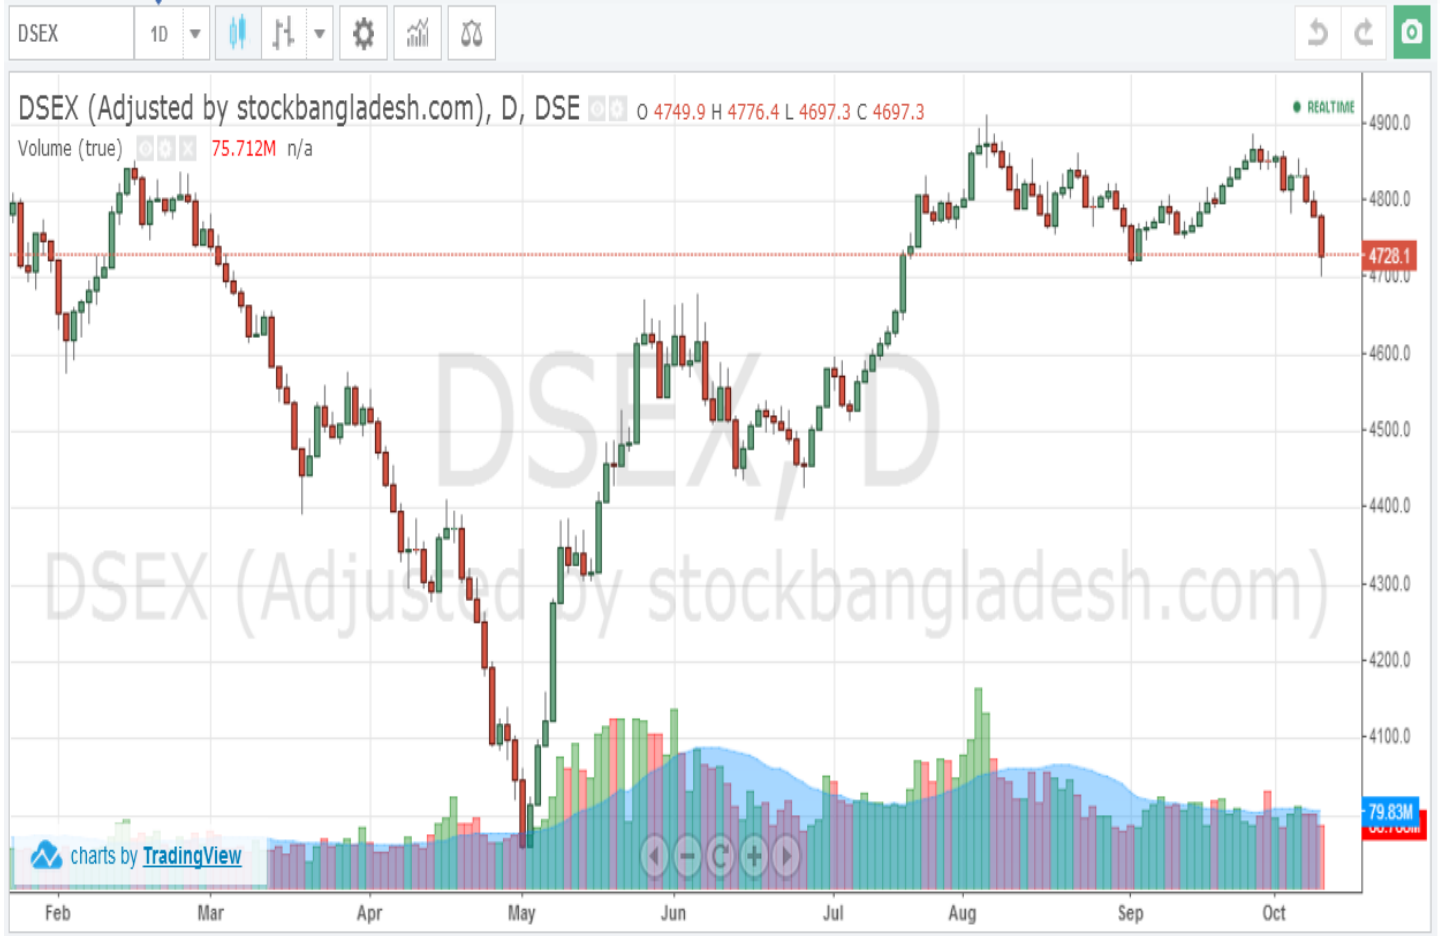 DSEX 1D
DSEX (Adjusted by stockbangladesh.com), D, DSE O 4749.9 H 4776.4 L 4697.3 C 4697.3
REALTIME
Volume (true) 75.712M n/a
4900.0
4800.0
4728.1
4700.0
4600.0
4500.0
4400.0
4300.0
4200.0
4100.0
79.83M
DSEX, D
DSEX (Adjusted by stockbangladesh.com)
charts by TradingView
Feb Mar Apr May Jun Jul Aug Sep Oct